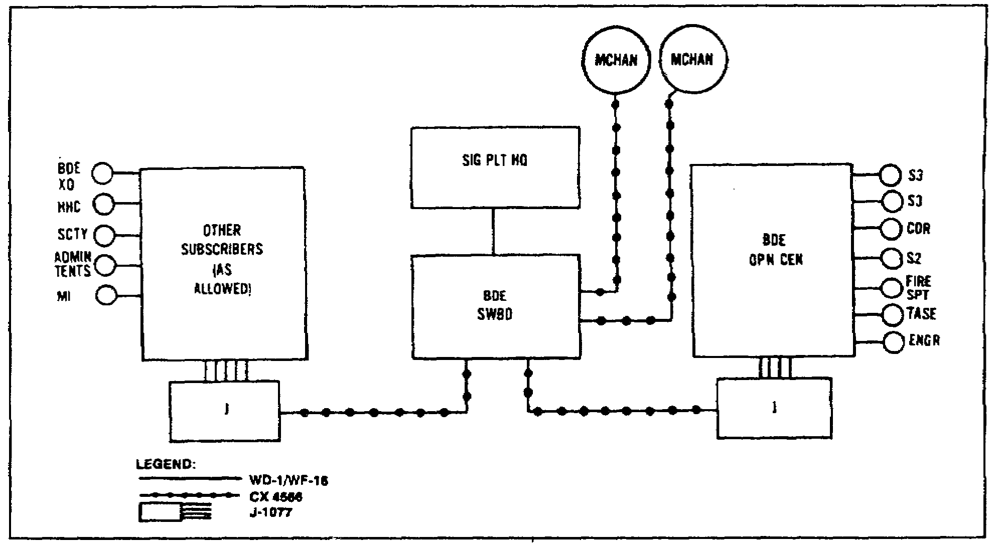 MCHAN
MCHAN
SIG PLT HQ
BDE
XO
HHC
SCTY
ADMIN
TENTS
MI
OTHER
SUBSCRIBERS
(AS
ALLOWED)
BDE
SWBD
BDE
OPN CEN
S3
S3
CDR
S2
FIRE
SPT
TASE
ENGR
J
J
LEGEND:
WD-1/WF-16
CX 4566
J-1077